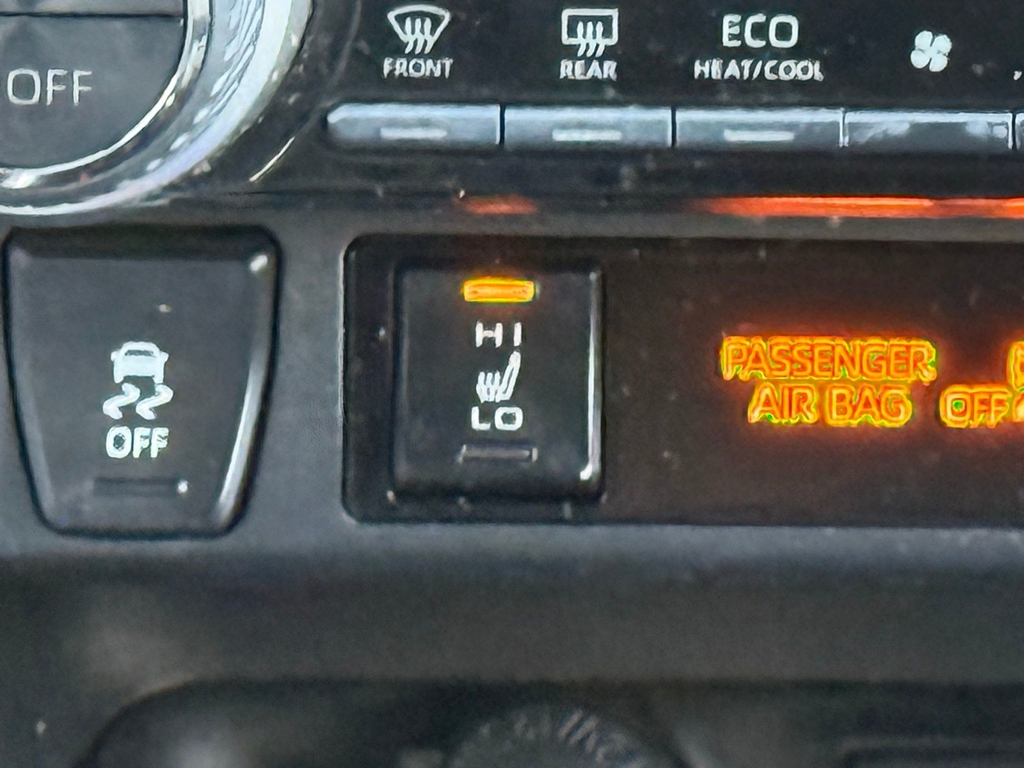 OFF
FRONT
REAR
ECO
HEAT/COOL
HI
LO
OFF
PASSENGER
AIR BAG OFF